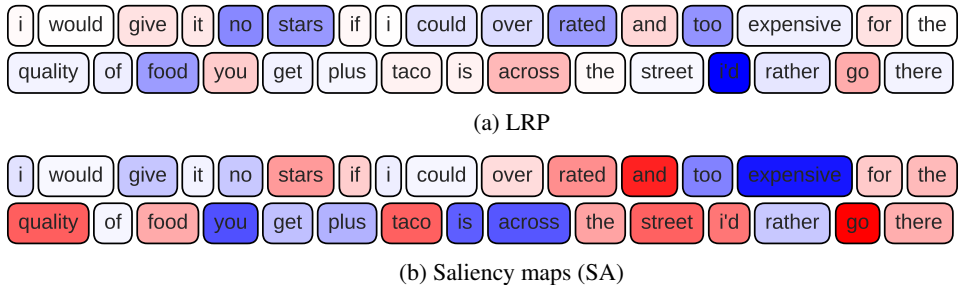 i would give it no stars if i could over rated and too expensive for the
quality of food you get plus taco is across the street i'd rather go there
(a) LRP
i would give it no stars if i could over rated and too expensive for the
quality of food you get plus taco is across the street i'd rather go there
(b) Saliency maps (SA)